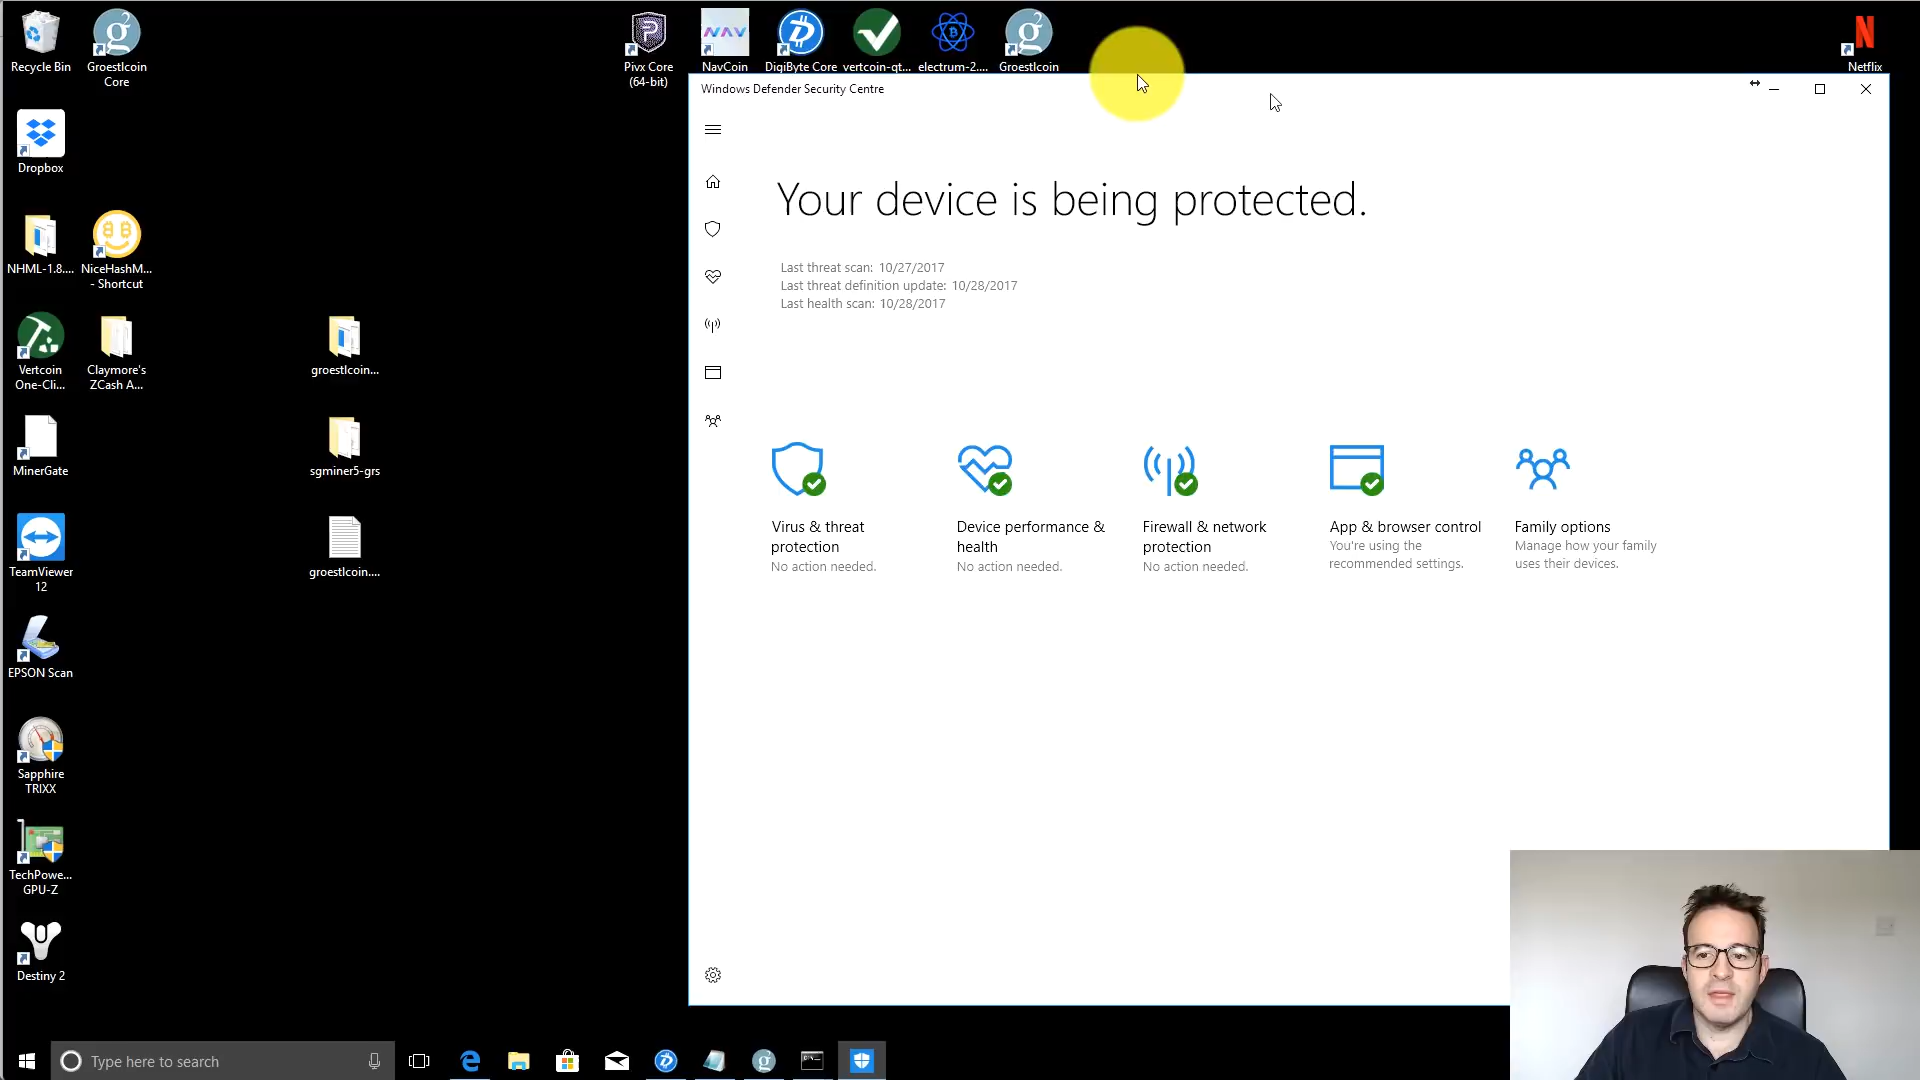 Recycle Bin
Groestlcoin
Core
Pivx Core
(64-bit)
NAV
NavCoin
DigiByte Core
vertcoin-qt...
electrum-2....
g2
Groestlcoin
Netflix
Windows Defender Security Centre
Dropbox
Your device is being protected.
Last threat scan: 10/27/2017
Last threat definition update: 10/28/2017
Last health scan: 10/28/2017
NHML-1.8....
NiceHashM...
- Shortcut
Vertcoin
One-Cli...
Claymore's
ZCash A...
groestlcoin...
MinerGate
sgminer5-grs
Virus & threat
protection
No action needed.
Device performance &
health
No action needed.
Firewall & network
protection
No action needed.
App & browser control
You're using the
recommended settings.
Family options
Manage how your family
uses their devices.
TeamViewer
12
groestlcoin....
EPSON Scan
Sapphire
TRIXX
TechPowe...
GPU-Z
Destiny 2
Type here to search